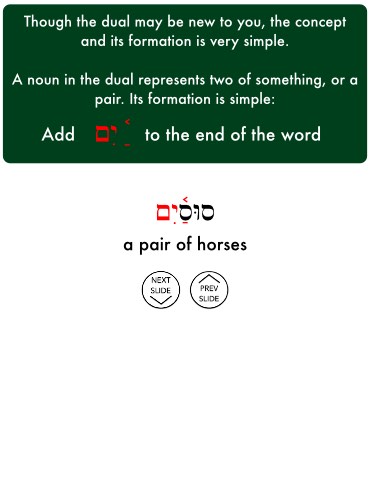 Though the dual may be new to you, the concept
and its formation is very simple.
A noun in the dual represents two of something, or a
pair. Its formation is simple:
Add ַ֫יִם to the end of the word
סוּסַ֫יִם
a pair of horses
NEXT
SLIDE
PREV
SLIDE